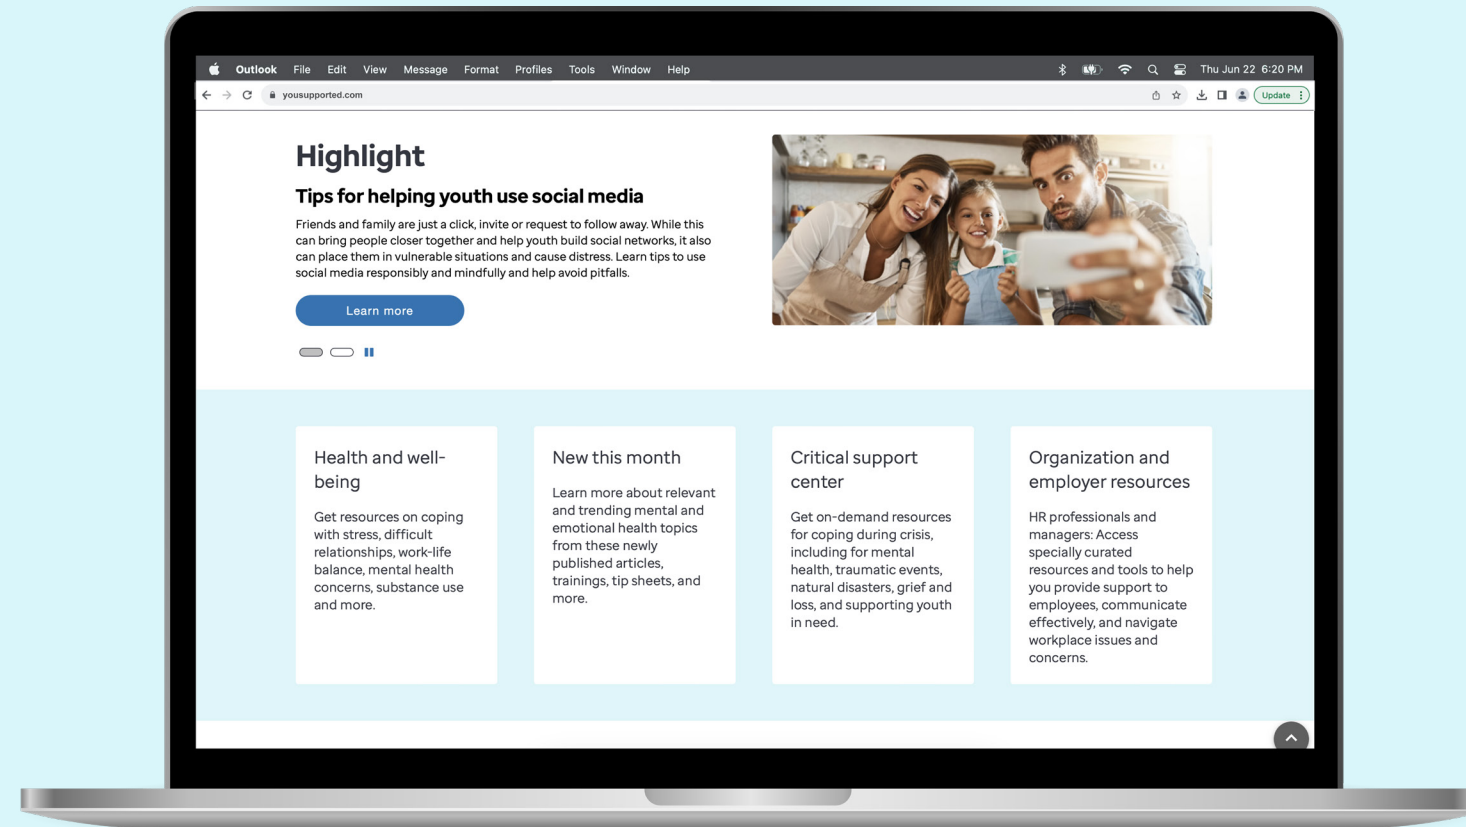 Outlook File Edit View Message Format Profiles Tools Window Help Thu Jun 22 6:20 PM
yousupported.com Update
Highlight
Tips for helping youth use social media
Friends and family are just a click, invite or request to follow away. While this
can bring people closer together and help youth build social networks, it also
can place them in vulnerable situations and cause distress. Learn tips to use
social media responsibly and mindfully and help avoid pitfalls.
Learn more
Health and well-
being
Get resources on coping
with stress, difficult
relationships, work-life
balance, mental health
concerns, substance use
and more.
New this month
Learn more about relevant
and trending mental and
emotional health topics
from these newly
published articles,
trainings, tip sheets, and
more.
Critical support
center
Get on-demand resources
for coping during crisis,
including for mental
health, traumatic events,
natural disasters, grief and
loss, and supporting youth
in need.
Organization and
employer resources
HR professionals and
managers: Access
specially curated
resources and tools to help
you provide support to
employees, communicate
effectively, and navigate
workplace issues and
concerns.